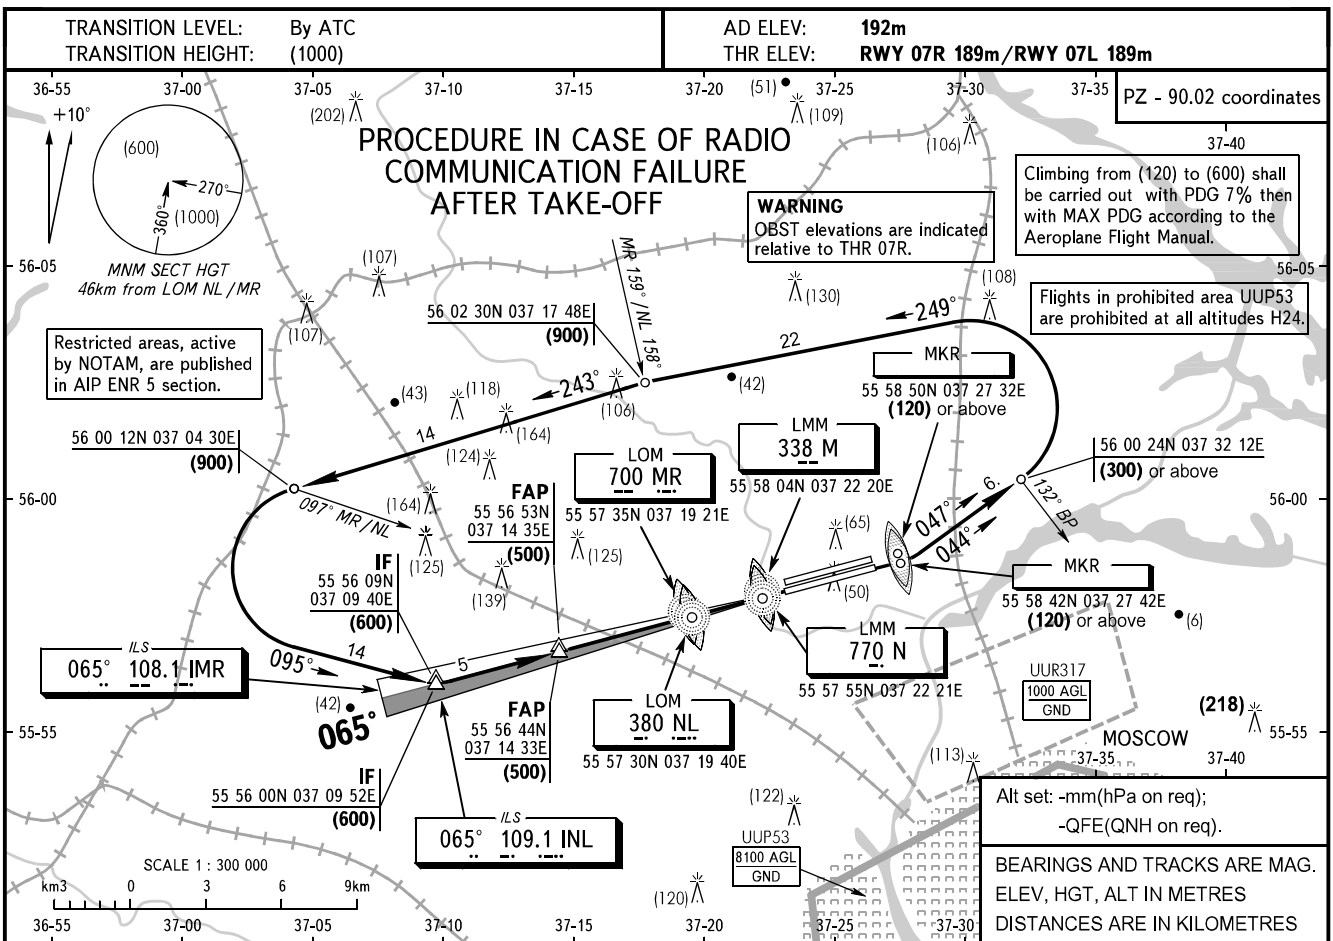 TRANSITION LEVEL: By ATC
TRANSITION HEIGHT: (1000)
AD ELEV: 192m
THR ELEV: RWY 07R 189m/RWY 07L 189m
36-55 37-00 37-05 37-10 37-15 37-20 37-25 37-30 37-35
PZ - 90.02 coordinates
37-40
+10°
(600)
270°
360°
(1000)
MNM SECT HGT
46km from LOM NL/MR
(202)
(51)
(109)
(106)
PROCEDURE IN CASE OF RADIO
COMMUNICATION FAILURE
AFTER TAKE-OFF
WARNING
OBST elevations are indicated
relative to THR 07R.
Climbing from (120) to (600) shall
be carried out with PDG 7% then
with MAX PDG according to the
Aeroplane Flight Manual.
56-05
56-05
(107)
(107)
(130)
(108)
MR 159°/NL 158°
Flights in prohibited area UUP53
are prohibited at all altitudes H24.
Restricted areas, active
by NOTAM, are published
in AIP ENR 5 section.
56 02 30N 037 17 48E
(900)
249°
22
MKR
55 58 50N 037 27 32E
(120) or above
(43)
(118)
243°
(106)
(42)
(164)
14
(124)
56 00 12N 037 04 30E
(900)
LMM
338 M
55 58 04N 037 22 20E
56 00 24N 037 32 12E
(300) or above
LOM
700 MR
55 57 35N 037 19 21E
FAP
55 56 53N
037 14 35E
(500)
56-00
56-00
(164)
097° MR/NL
(125)
(139)
(125)
(65)
(50)
047°
6.
044°
132° BP
IF
55 56 09N
037 09 40E
(600)
MKR
55 58 42N 037 27 42E
(120) or above
(6)
LMM
770 N
55 57 55N 037 22 21E
ILS
065° 108.1 IMR
14
095°
5
(42)
065°
LOM
380 NL
55 57 30N 037 19 40E
FAP
55 56 44N
037 14 33E
(500)
UUR317
1000 AGL
GND
(218)
55-55
55-55
MOSCOW
37-35
37-40
(113)
IF
55 56 00N 037 09 52E
(600)
ILS
065° 109.1 INL
(122)
UUP53
8100 AGL
GND
(120)
Alt set: -mm(hPa on req);
-QFE(QNH on req).
BEARINGS AND TRACKS ARE MAG.
ELEV, HGT, ALT IN METRES
DISTANCES ARE IN KILOMETRES
SCALE 1 : 300 000
km3 0 3 6 9km
36-55 37-00 37-05 37-10 37-15 37-20 37-25 37-30